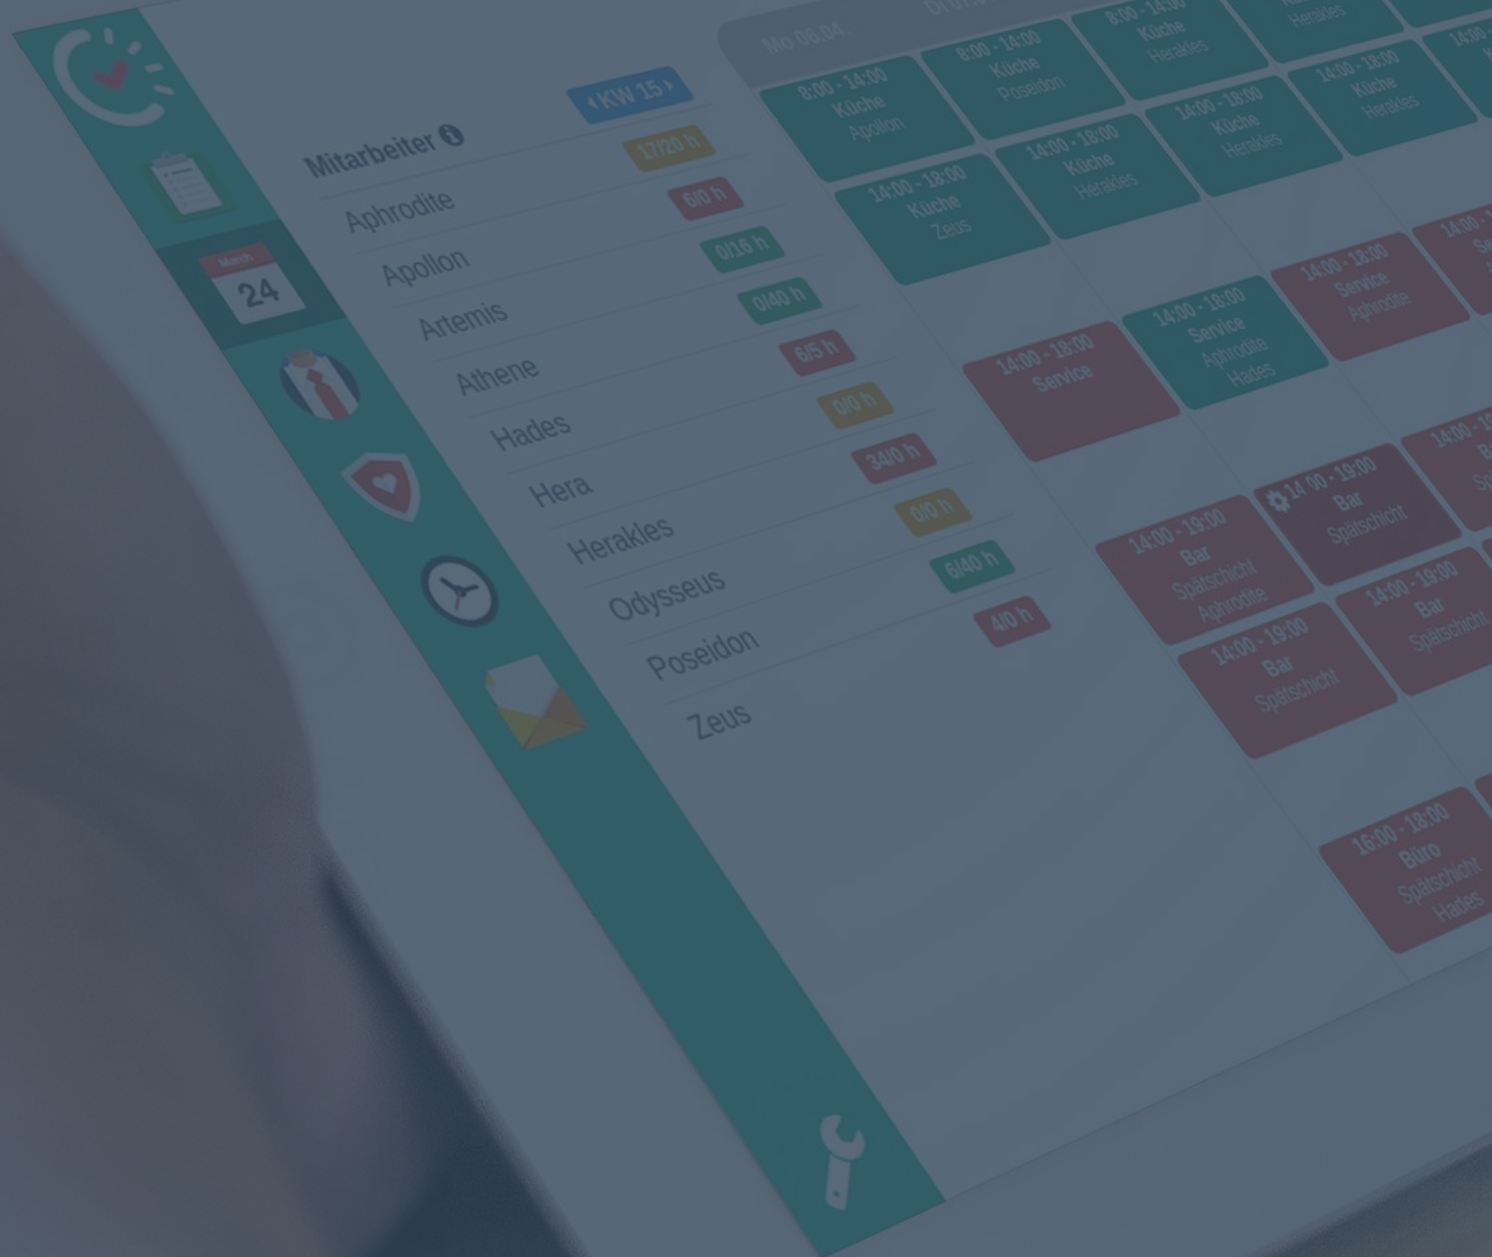 Mo 06.04.
Mitarbeiter
KW 15
Aphrodite 17/20 h
Apollon 6/0 h
Artemis 0/16 h
Athene 0/40 h
Hades 6/5 h
Hera 0/0 h
Herakles 34/0 h
Odysseus 0/0 h
Poseidon 6/40 h
Zeus 4/0 h
March
24
8:00 - 14:00
Küche
Apollon
8:00 - 14:00
Küche
Poseidon
8:00 - 14:00
Küche
Herakles
Herakles
14:00 - 18:00
Küche
Zeus
14:00 - 18:00
Küche
Herakles
14:00 - 18:00
Küche
Herakles
14:00 - 18:00
Küche
Herakles
14:00 - 18:00
Service
14:00 - 18:00
Service
Aphrodite
Hades
14:00 - 18:00
Service
Aphrodite
14:00 - 19:00
Bar
Spätschicht
Aphrodite
14:00 - 19:00
Bar
Spätschicht
14:00 - 19:00
Bar
Spätschicht
14:00 - 19:00
Bar
Spätschicht
16:00 - 18:00
Büro
Spätschicht
Hades